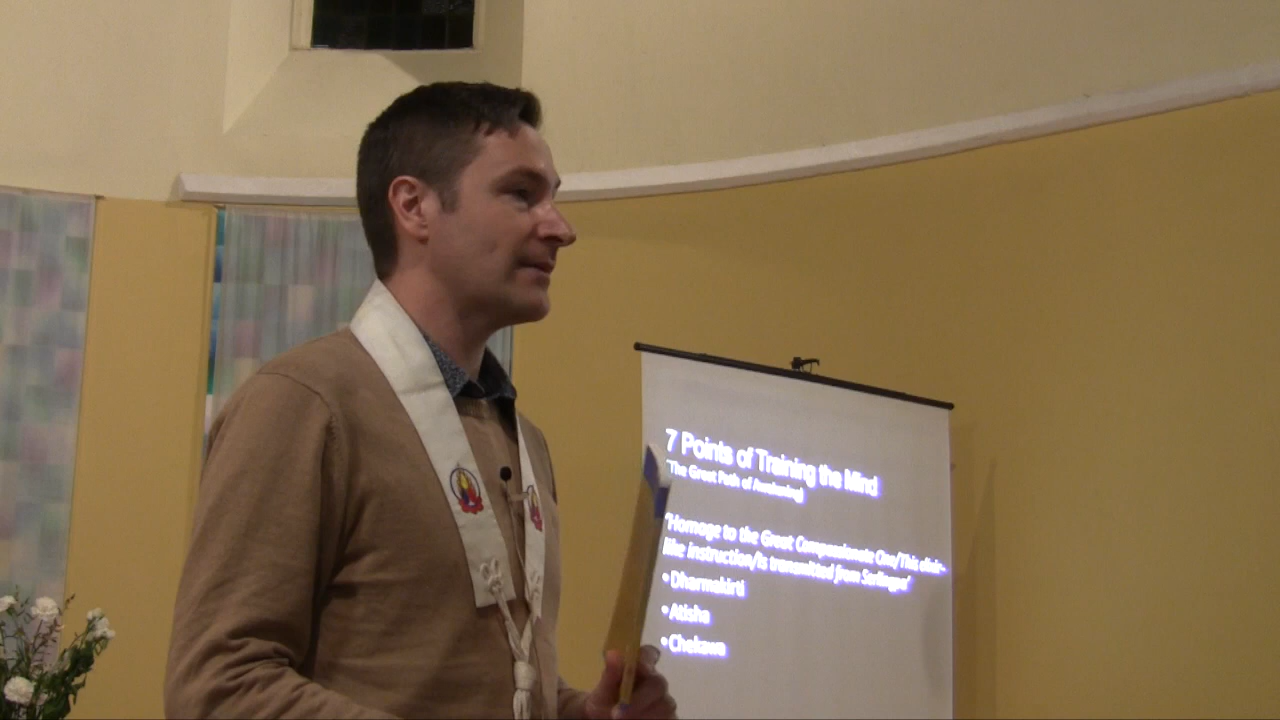 7 Points of Training the Mind
(The Great Path of Awakening)
'Homage to the Great Compassionate One/This elixir-
like instruction/Is transmitted from Serlingpa'
• Dharmakirti
• Atisha
• Chekawa